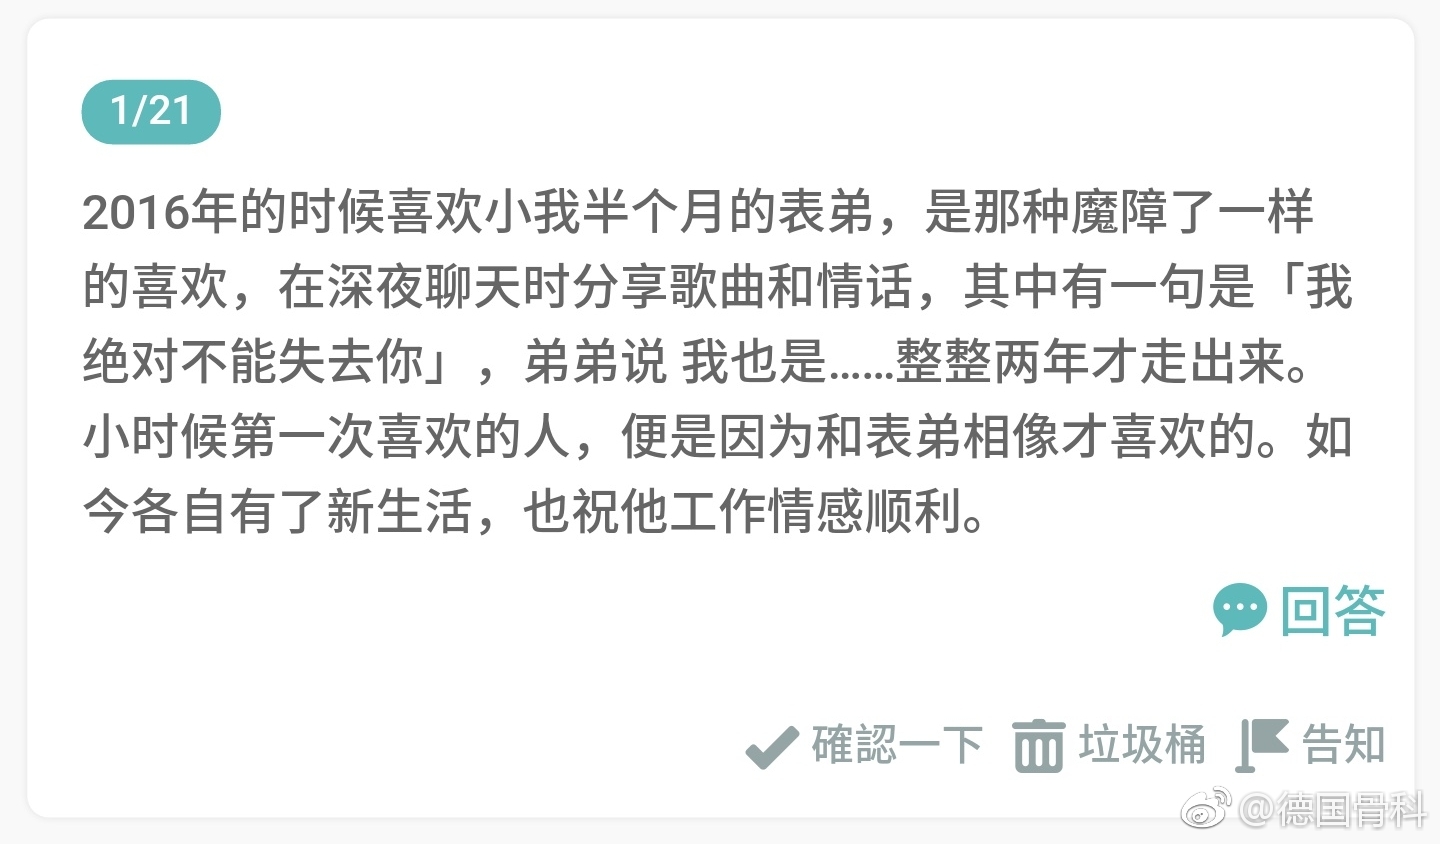 1/21
2016年的时候喜欢小我半个月的表弟，是那种魔障了一样
的喜欢，在深夜聊天时分享歌曲和情话，其中有一句是「我
绝对不能失去你」，弟弟说 我也是……整整两年才走出来。
小时候第一次喜欢的人，便是因为和表弟相像才喜欢的。如
今各自有了新生活，也祝他工作情感顺利。
回答
確認一下 垃圾桶 告知
@德国骨科